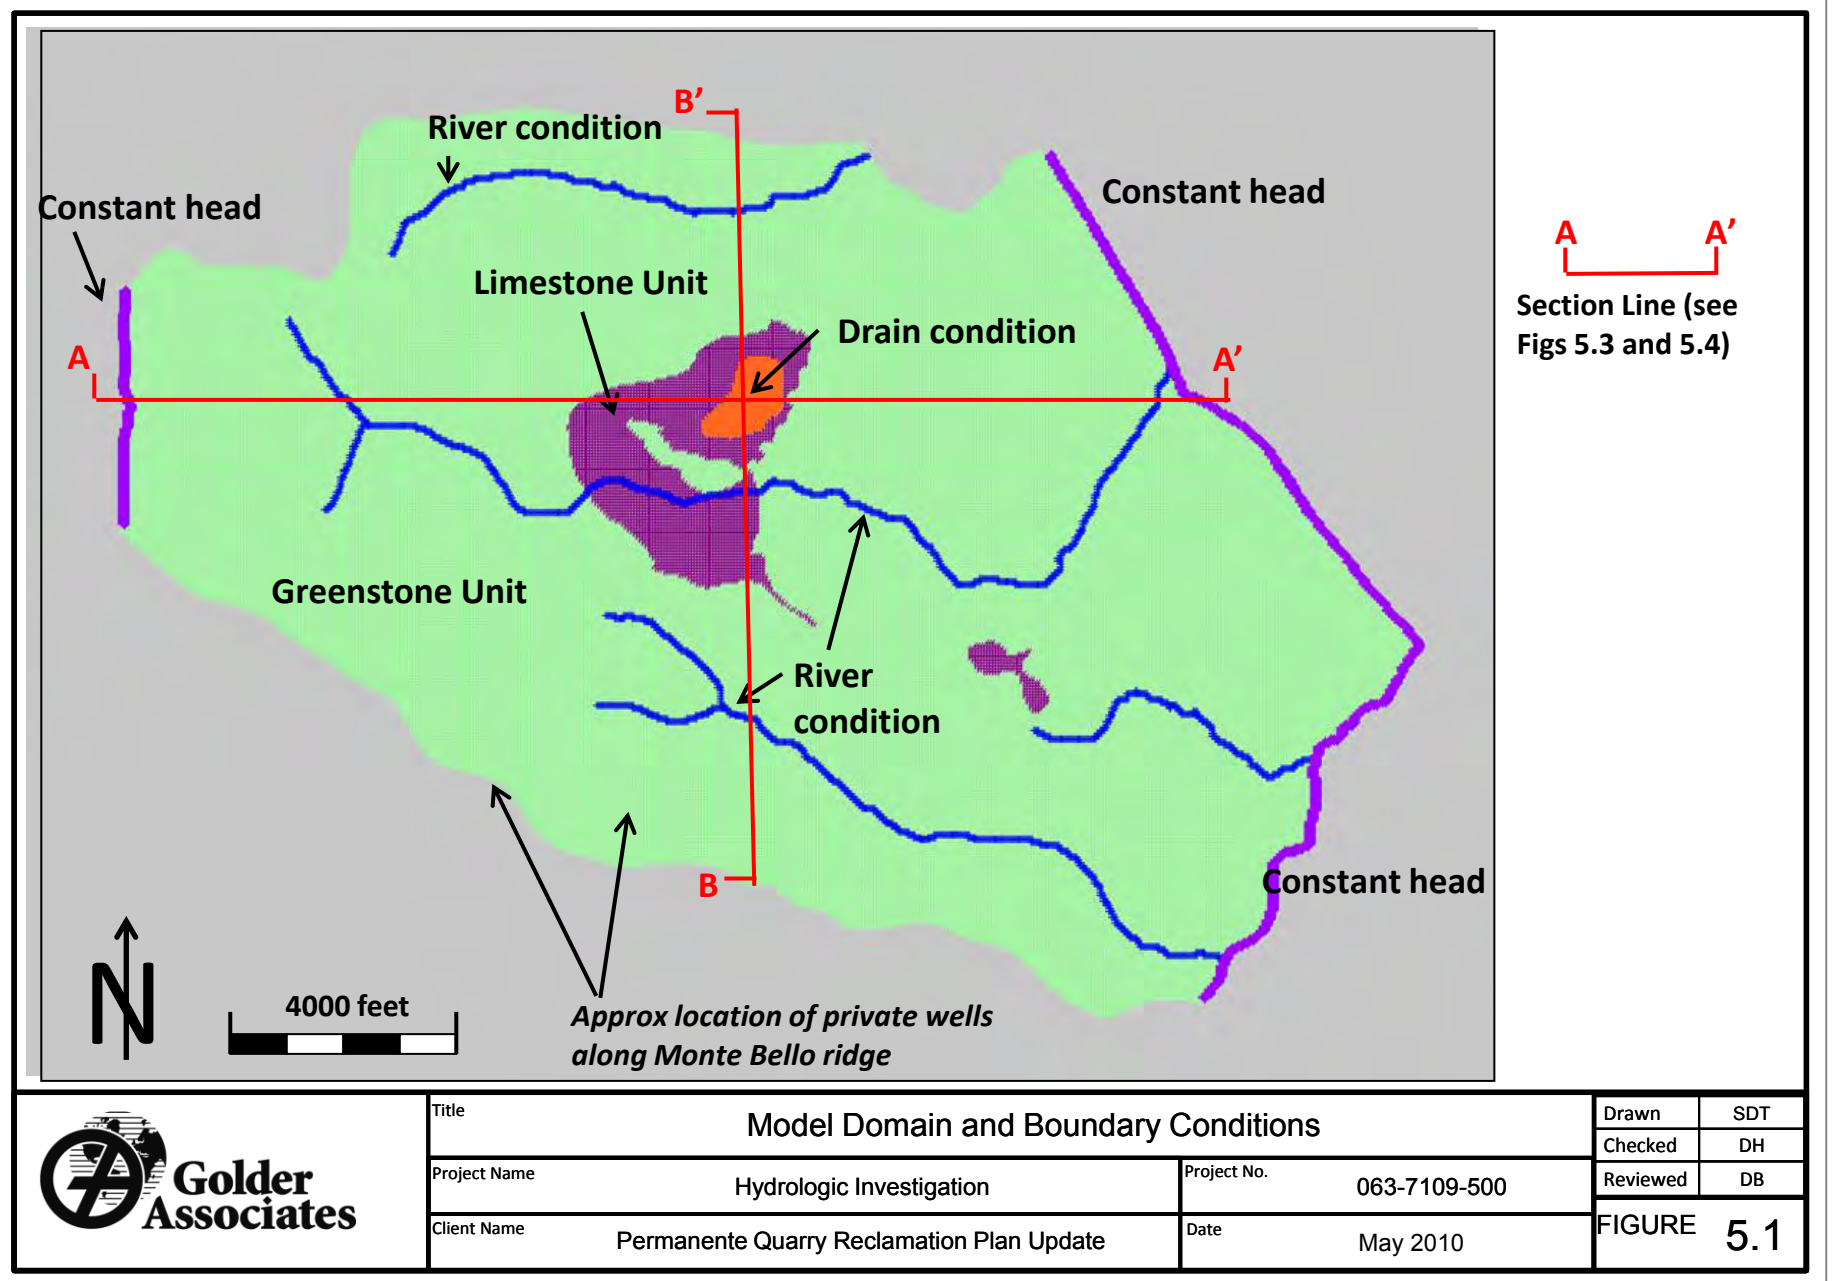 B’
River condition
Constant head
Constant head
A
A’
Limestone Unit
Drain condition
Section Line (see
Figs 5.3 and 5.4)
A
A’
Greenstone Unit
River
condition
B
Constant head
N
4000 feet
Approx location of private wells
along Monte Bello ridge
Golder
Associates
Title
Model Domain and Boundary Conditions
Project Name
Hydrologic Investigation
Project No.
063-7109-500
Client Name
Permanente Quarry Reclamation Plan Update
Date
May 2010
Drawn
SDT
Checked
DH
Reviewed
DB
FIGURE
5.1